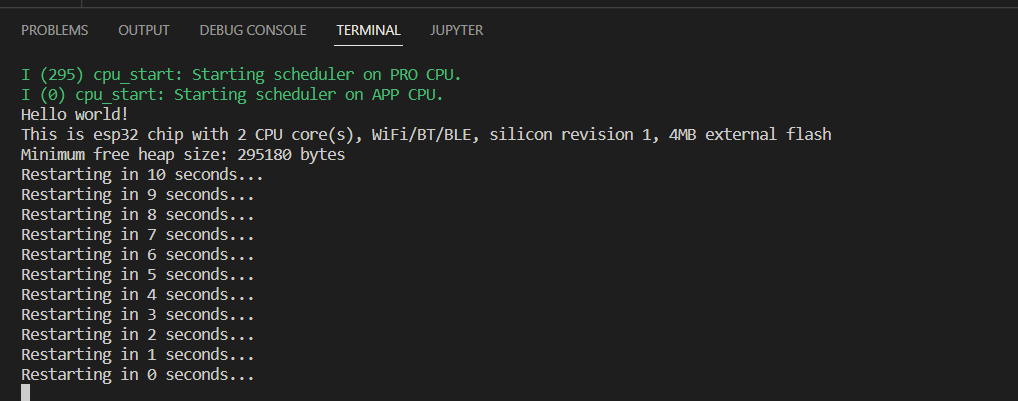 PROBLEMS OUTPUT DEBUG CONSOLE TERMINAL JUPYTER
I (295) cpu_start: Starting scheduler on PRO CPU.
I (0) cpu_start: Starting scheduler on APP CPU.
Hello world!
This is esp32 chip with 2 CPU core(s), WiFi/BT/BLE, silicon revision 1, 4MB external flash
Minimum free heap size: 295180 bytes
Restarting in 10 seconds...
Restarting in 9 seconds...
Restarting in 8 seconds...
Restarting in 7 seconds...
Restarting in 6 seconds...
Restarting in 5 seconds...
Restarting in 4 seconds...
Restarting in 3 seconds...
Restarting in 2 seconds...
Restarting in 1 seconds...
Restarting in 0 seconds...